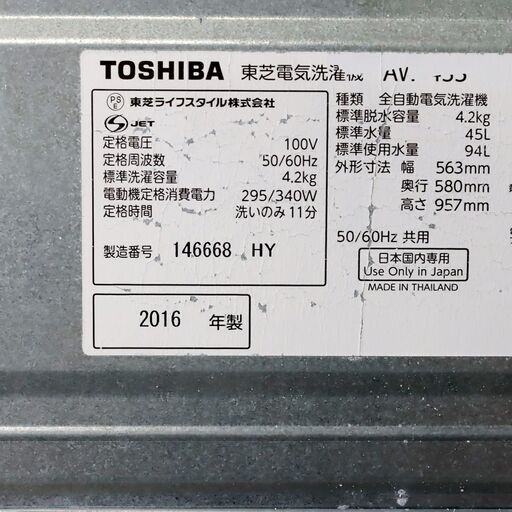 TOSHIBA 東芝電気洗濯機
PS E
東芝ライフスタイル株式会社
S JET
定格電圧 100V
定格周波数 50/60Hz
標準洗濯容量 4.2kg
電動機定格消費電力 295/340W
定格時間 洗いのみ 11分
製造番号 146668 HY
2016 年製
種類 全自動電気洗濯機
標準脱水容量 4.2kg
標準水量 45L
標準使用水量 94L
外形寸法 幅 563mm
奥行 580mm
高さ 957mm
50/60Hz 共用
日本国内専用
Use Only in Japan
MADE IN THAILAND